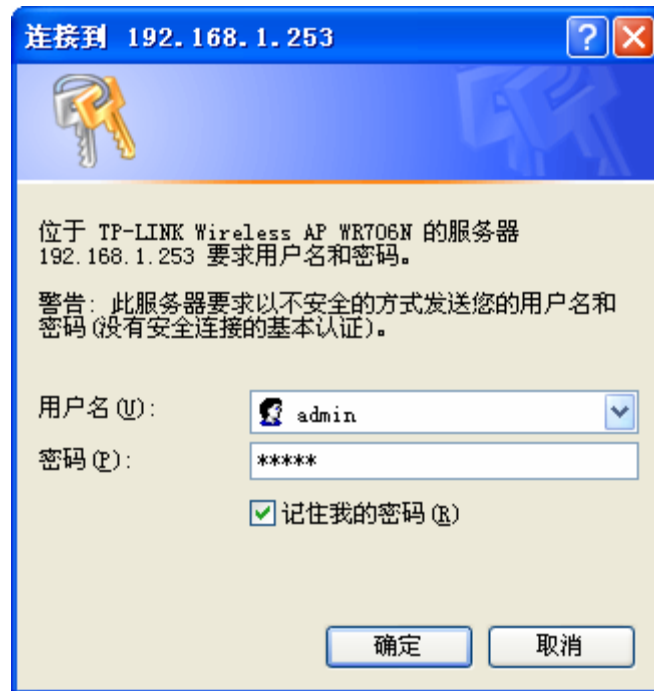 连接到 192.168.1.253
位于 TP-LINK Wireless AP WR706N 的服务器
192.168.1.253 要求用户名和密码。
警告: 此服务器要求以不安全的方式发送您的用户名和
密码(没有安全连接的基本认证)。
用户名(U):
admin
密码(P):
*****
记住我的密码(R)
确定
取消